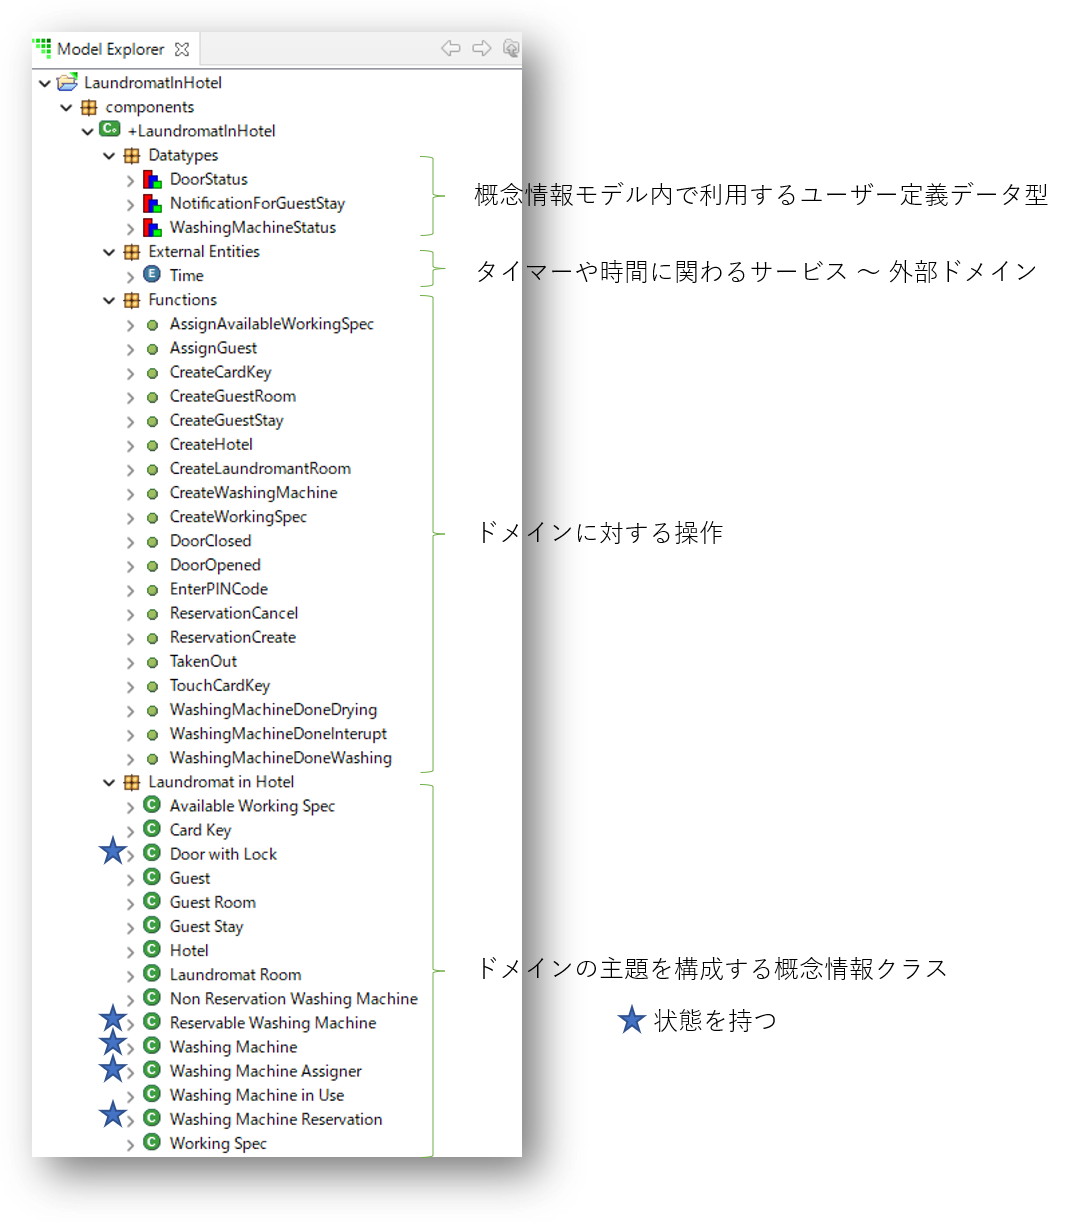 Model Explorer
LaundromatInHotel
components
+LaundromatInHotel
Datatypes
DoorStatus
NotificationForGuestStay
WashingMachineStatus
概念情報モデル内で利用するユーザー定義データ型
External Entities
E Time
タイマーや時間に関わるサービス ～ 外部ドメイン
Functions
AssignAvailableWorkingSpec
AssignGuest
CreateCardKey
CreateGuestRoom
CreateGuestStay
CreateHotel
CreateLaundromantRoom
CreateWashingMachine
CreateWorkingSpec
DoorClosed
DoorOpened
EnterPINCode
ReservationCancel
ReservationCreate
TakenOut
TouchCardKey
WashingMachineDoneDrying
WashingMachineDoneInterupt
WashingMachineDoneWashing
ドメインに対する操作
Laundromat in Hotel
C Available Working Spec
C Card Key
C Door with Lock
C Guest
C Guest Room
C Guest Stay
C Hotel
C Laundromat Room
C Non Reservation Washing Machine
C Reservable Washing Machine
C Washing Machine
C Washing Machine Assigner
C Washing Machine in Use
C Washing Machine Reservation
C Working Spec
ドメインの主題を構成する概念情報クラス
状態を持つ